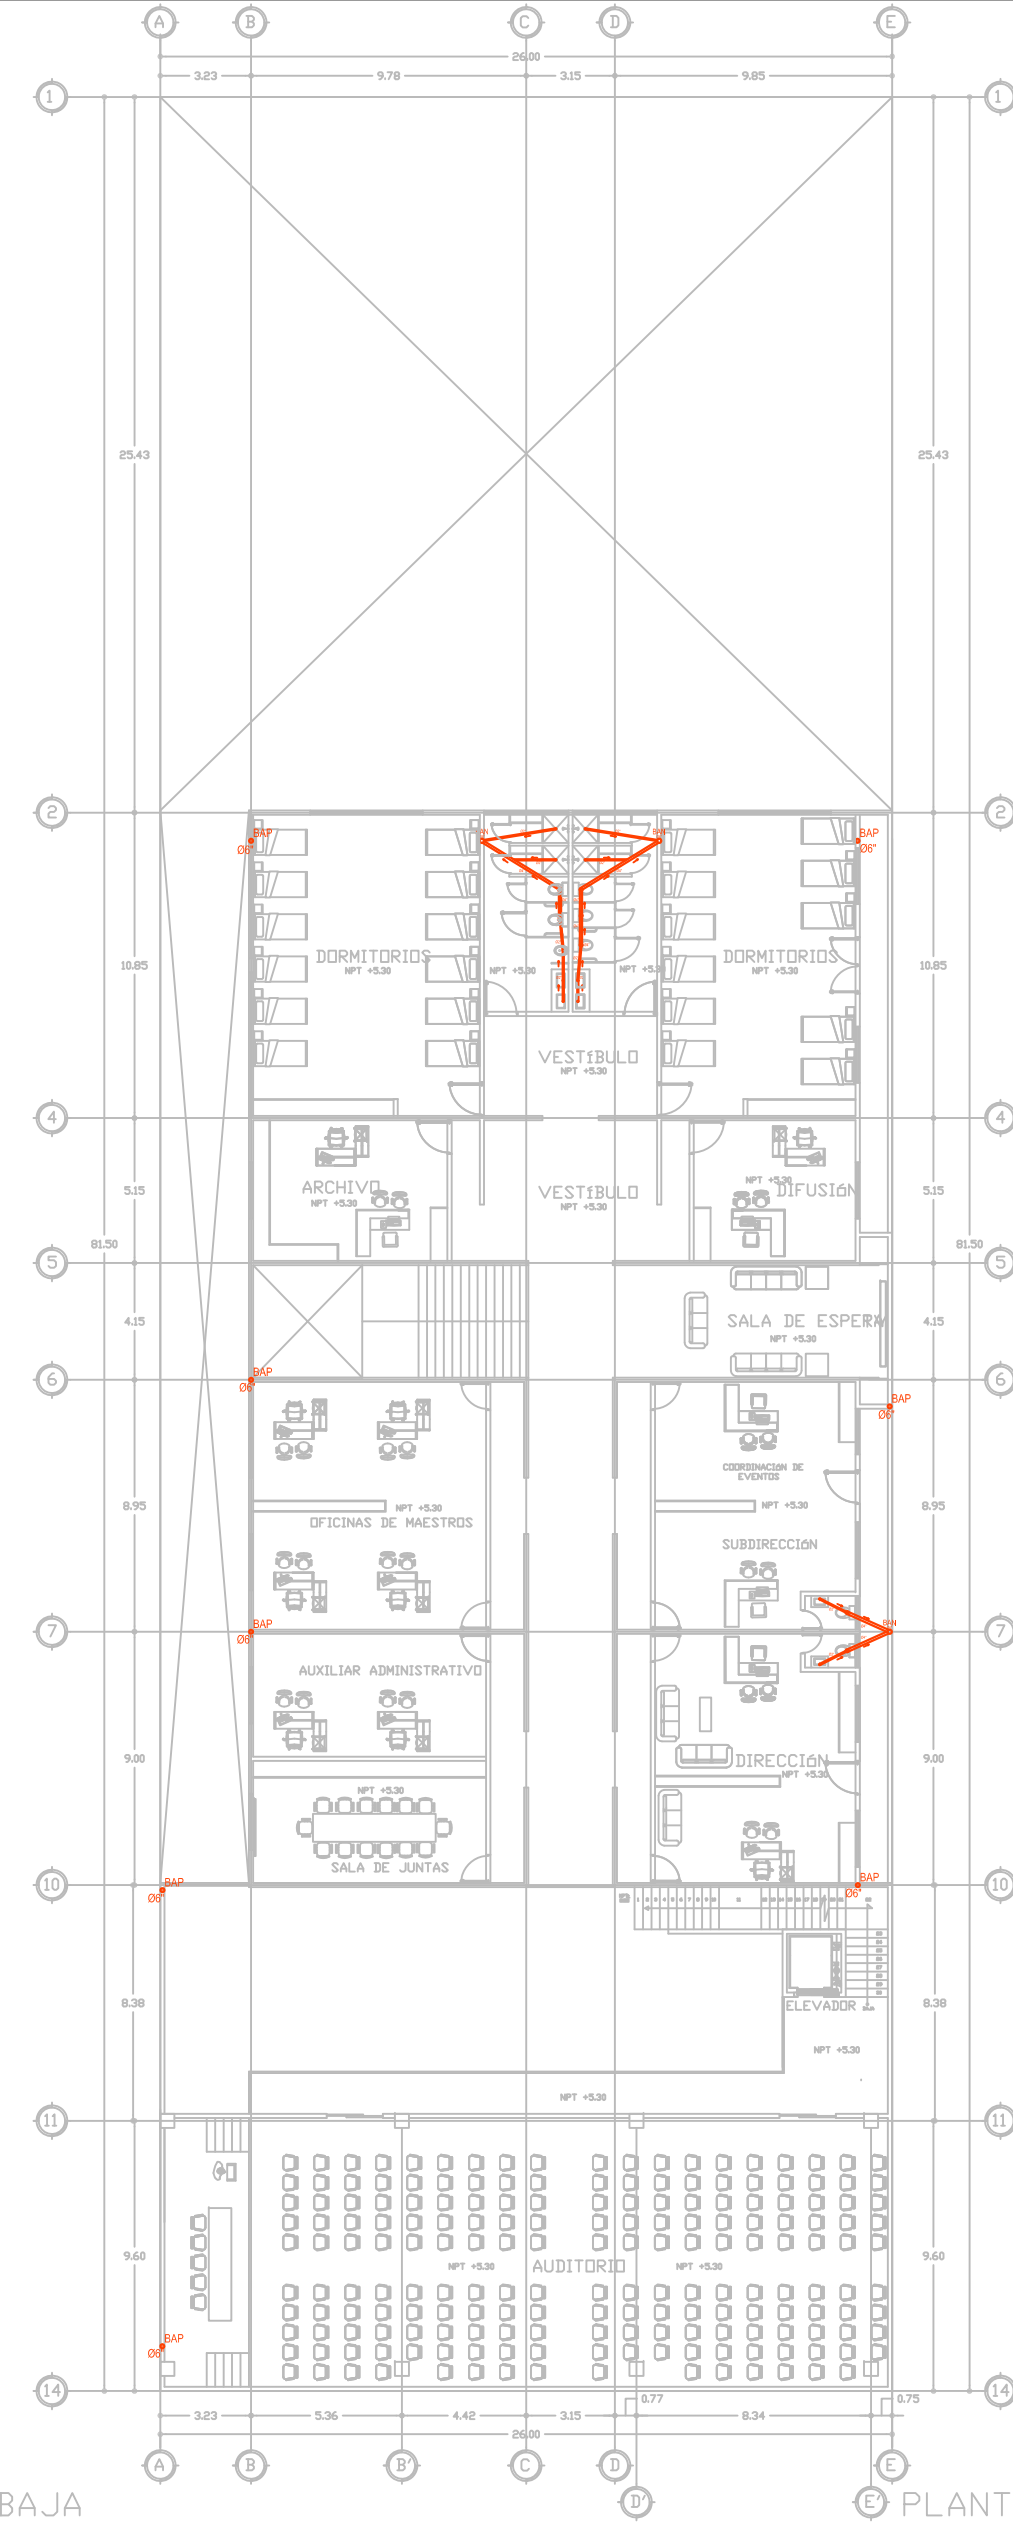 A B C D E
26.00
3.23 9.78 3.15 9.85
1 1
25.43 25.43
2 2
BAP BAN BAN BAP
Ø6" Ø6"
DORMITORIOS DORMITORIOS
NPT +5.30 NPT +5.30 NPT +5.3 NPT +5.30
10.85 10.85
VESTíBULO
NPT +5.30
4 4
ARCHIVO
NPT +5.30
VESTíBULO
NPT +5.30
NPT +5.30
DIFUSIóN
5.15 5.15
81.50 81.50
5 5
4.15 4.15
SALA DE ESPERA
NPT +5.30
BAP
6 6
Ø6"
BAP
Ø6"
COORDINACIóN DE
EVENTOS
NPT +5.30 NPT +5.30
8.95 8.95
OFICINAS DE MAESTROS
SUBDIRECCIóN
BAP BAN
7 7
Ø6"
AUXILIAR ADMINISTRATIVO
9.00 9.00
DIRECCIóN
NPT +5.30
NPT +5.30
SALA DE JUNTAS
BAP BAP
10 10
Ø6" Ø6"
8.38 8.38
ELEVADOR
NPT +5.30
NPT +5.30
11 11
9.60 9.60
AUDITORIO
NPT +5.30 NPT +5.30
BAP
Ø6"
14 14
0.77 0.75
3.23 5.36 4.42 3.15 8.34
26.00
A B B' C D E
D' E'
BAJA PLANT